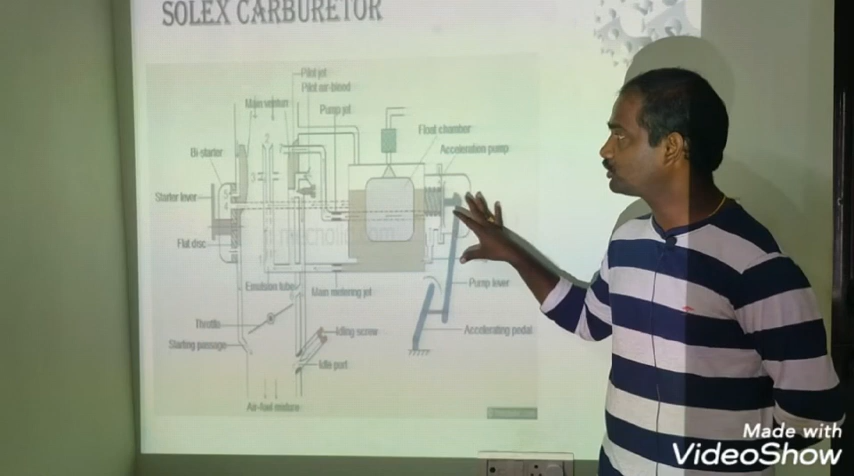 SOLEX CARBURETOR
Pilot jet
Pilot air-bleed
Main venturi
Pump jet
Float chamber
Bi-starter
Acceleration pump
Starter lever
Flat disc
Emulsion tube
Main metering jet
Pump lever
Throttle
Idling screw
Accelerating pedal
Starting passage
Idle port
Air-fuel mixture
Made with
VideoShow